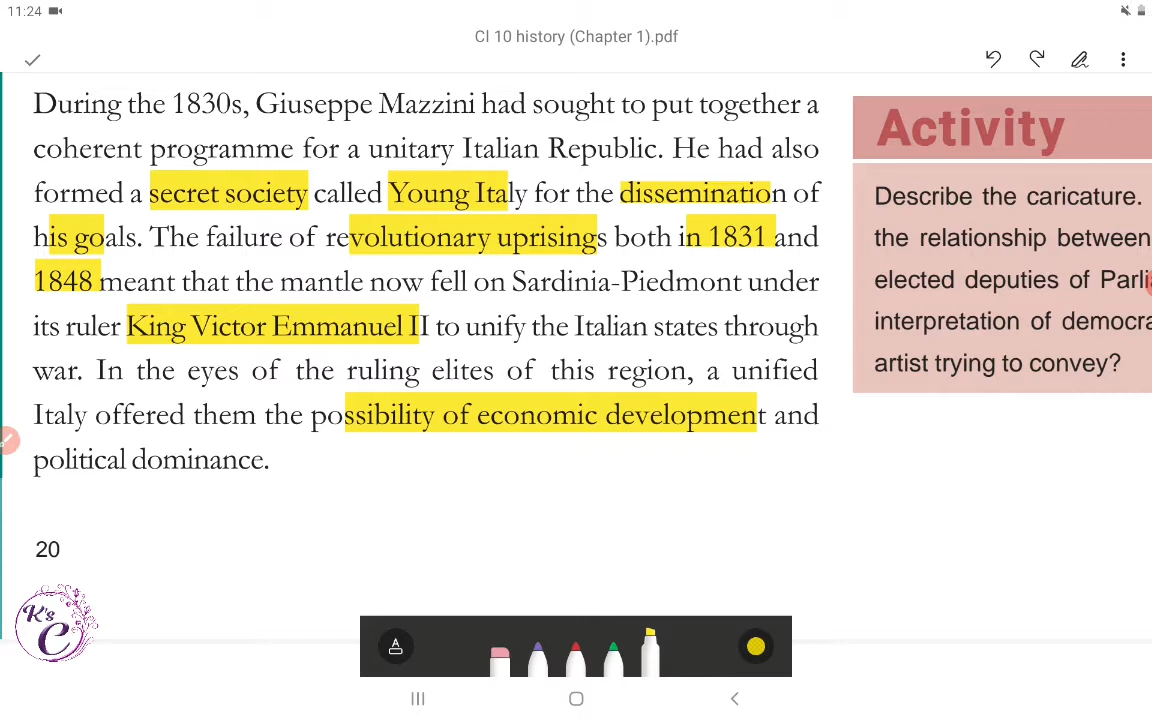 11:24
Cl 10 history (Chapter 1).pdf
During the 1830s, Giuseppe Mazzini had sought to put together a
coherent programme for a unitary Italian Republic. He had also
formed a secret society called Young Italy for the dissemination of
his goals. The failure of revolutionary uprisings both in 1831 and
1848 meant that the mantle now fell on Sardinia-Piedmont under
its ruler King Victor Emmanuel II to unify the Italian states through
war. In the eyes of the ruling elites of this region, a unified
Italy offered them the possibility of economic development and
political dominance.
20
Activity
Describe the caricature.
the relationship between
elected deputies of Parli
interpretation of democra
artist trying to convey?
K's
C
A